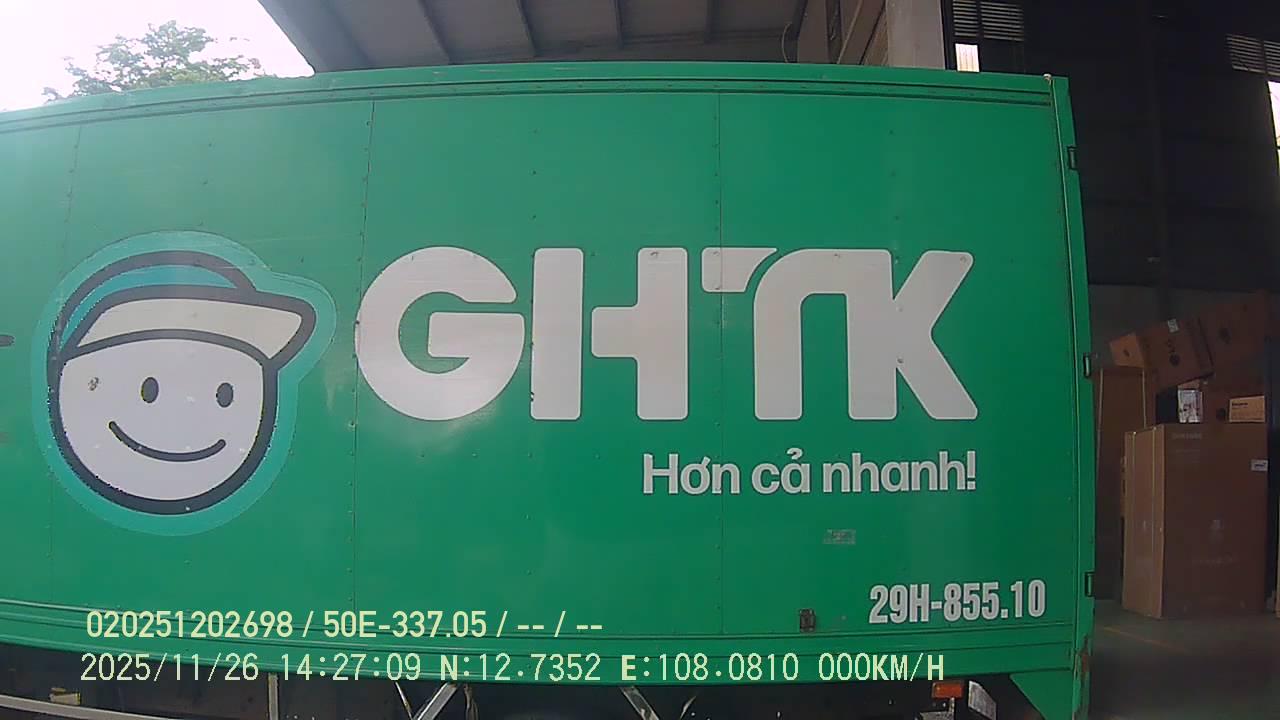 GHTK
Hơn cả nhanh!
29H-855.10
020251202698 / 50E-337.05 / -- / --
2025/11/26 14:27:09 N:12.7352 E:108.0810 000KM/H